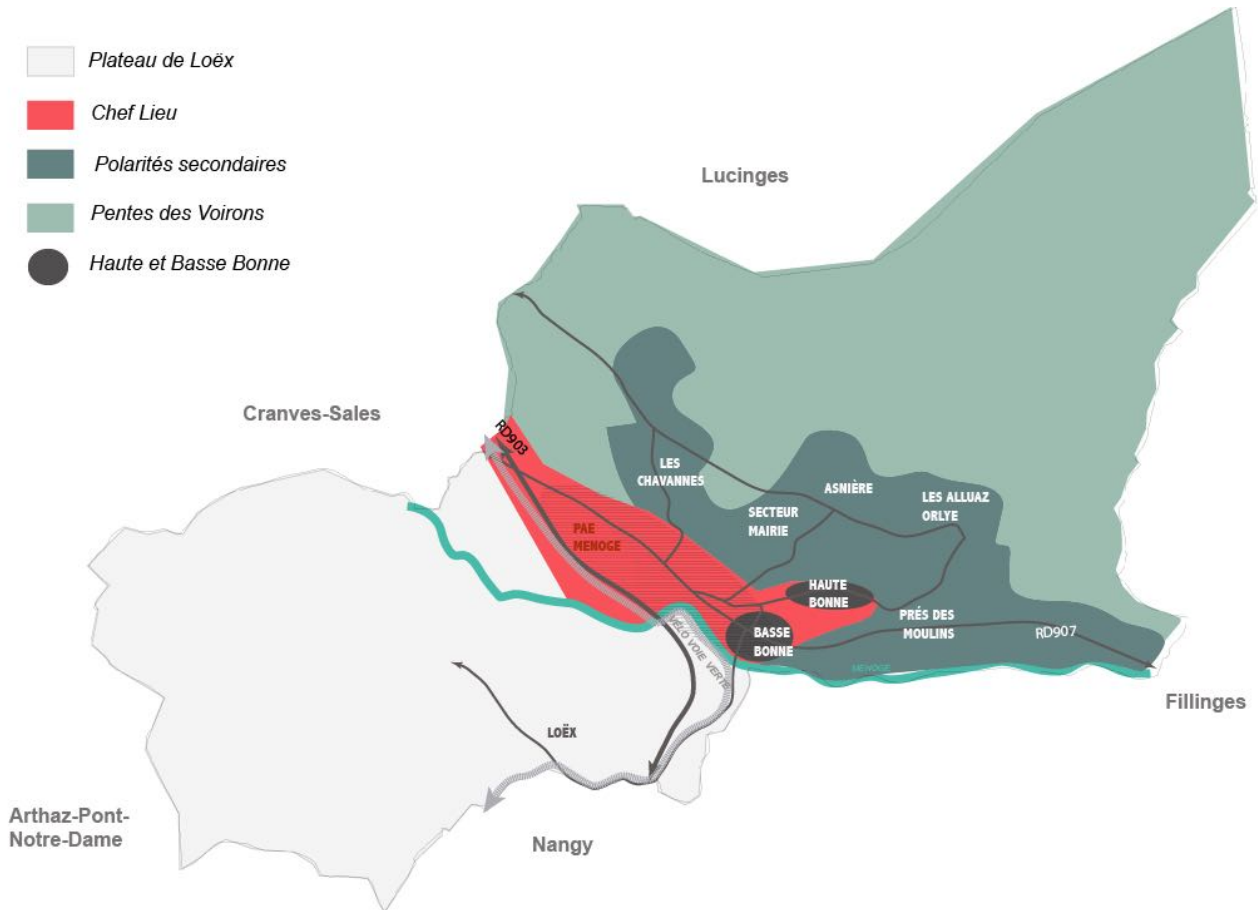 Plateau de Loëx
Chef Lieu
Polarités secondaires
Pentes des Voirons
Haute et Basse Bonne
Lucinges
Cranves-Sales
RD903
LES
CHAVANNES
ASNIÈRE
LES ALLUAZ
ORLYE
SECTEUR
MAIRIE
PAE
MENOGE
HAUTE
BONNE
PRÉS DES
MOULINS
BASSE
BONNE
RD907
VÉLO VOIE VERTE
MENOGE
Fillinges
LOËX
Arthaz-Pont-
Notre-Dame
Nangy